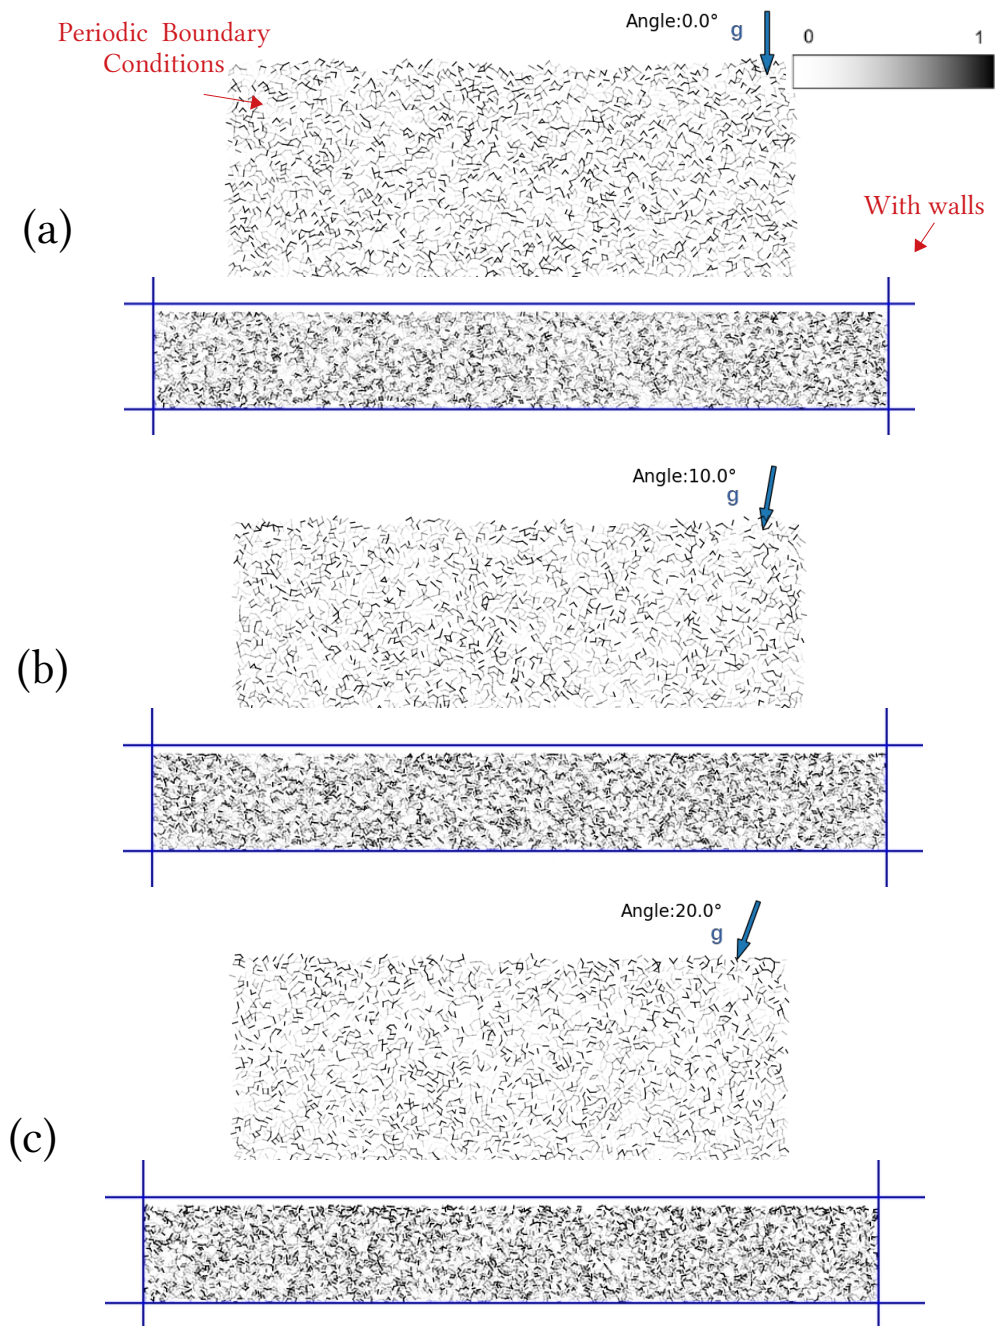 Angle:0.0°
g
Periodic Boundary
Conditions
0 1
With walls
(a)
Angle:10.0°
g
(b)
Angle:20.0°
g
(c)